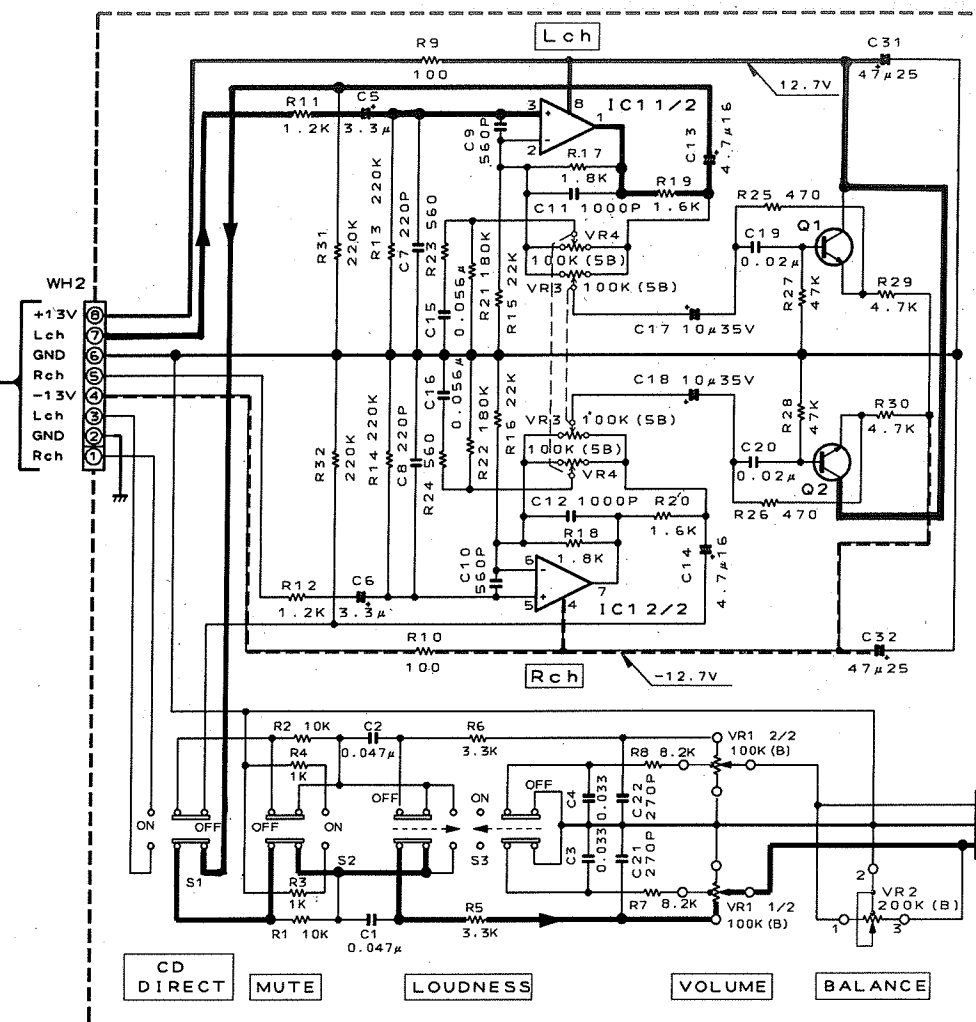 Lch
R9
100
C31
47µ25
12.7V
R11
1.2K
C5
3.3µ
3
8
IC1 1/2
1
2
C9
560P
C13
4.7µ16
R17
1.8K
R19
1.6K
C11 1000P
R25 470
C19
0.02µ
Q1
R31
220K
R13 220K
C7 220P
R23 560
C15
0.056µ
R21 180K
R15 22K
VR4
100K (5B)
VR3
100K (5B)
R27
47K
R29
4.7K
C17 10µ35V
WH2
+13V 8
Lch 7
GND 6
Rch 5
-13V 4
Lch 3
GND 2
Rch 1
C16
0.056µ
C18 10µ35V
R32
220K
R14 220K
C8 220P
R24 560
R22 180K
R16 22K
VR3
100K (5B)
100K (5B)
VR4
R28
47K
R30
4.7K
C20
0.02µ
Q2
R26 470
C12 1000P
R20
1.6K
R18
1.8K
C14
4.7µ16
C10
560P
6
5
7
4
IC1 2/2
R12
1.2K
C6
3.3µ
R10
100
C32
47µ25
Rch
-12.7V
R2 10K
C2
0.047µ
R6
3.3K
R4
1K
R8 8.2K
VR1 2/2
100K (B)
OFF
ON
OFF
C4
0.033
C22
270P
ON
OFF
OFF
ON
C3
0.033
C21
270P
S1
S2
S3
R3
1K
R1 10K
C1
0.047µ
R5
3.3K
R7 8.2K
VR1 1/2
100K (B)
2
VR2
200K (B)
1
3
CD
DIRECT
MUTE
LOUDNESS
VOLUME
BALANCE